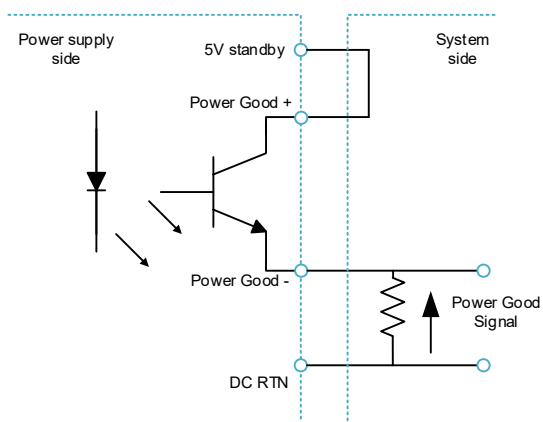 Power supply
side
5V standby
System
side
Power Good +
Power Good -
Power Good
Signal
DC RTN